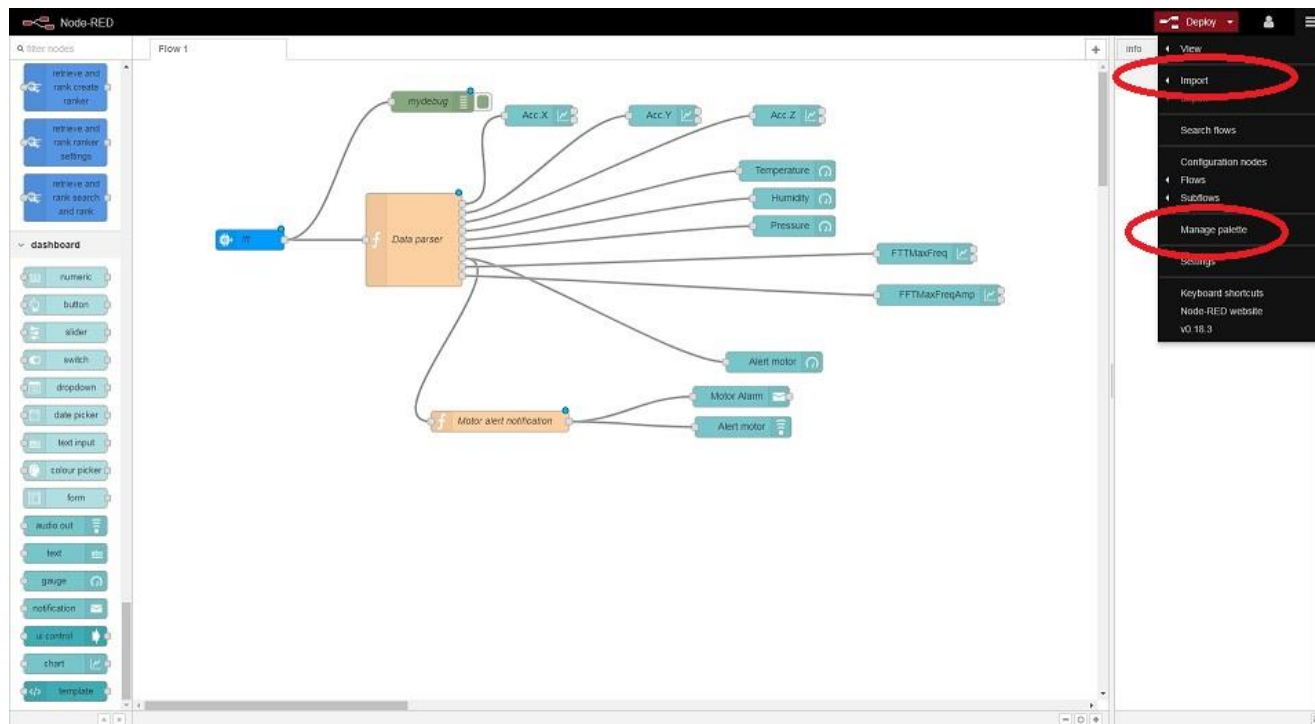 Node-RED
Deploy
filter nodes
Flow 1
info
retrieve and
rank create
ranker
retrieve and
rank ranker
settings
retrieve and
rank search
and rank
dashboard
numeric
button
slider
switch
dropdown
date picker
text input
colour picker
form
audio out
text
gauge
notification
ui control
chart
template
mydebug
Acc.X
Acc.Y
Acc.Z
Temperature
Humidity
Pressure
Data parser
FTTMaxFreq
FFTMaxFreqAmp
Alert motor
Motor Alarm
Motor alert notification
Alert motor
View
Import
Search flows
Configuration nodes
Flows
Subflows
Manage palette
Settings
Keyboard shortcuts
Node-RED website
v0.18.3